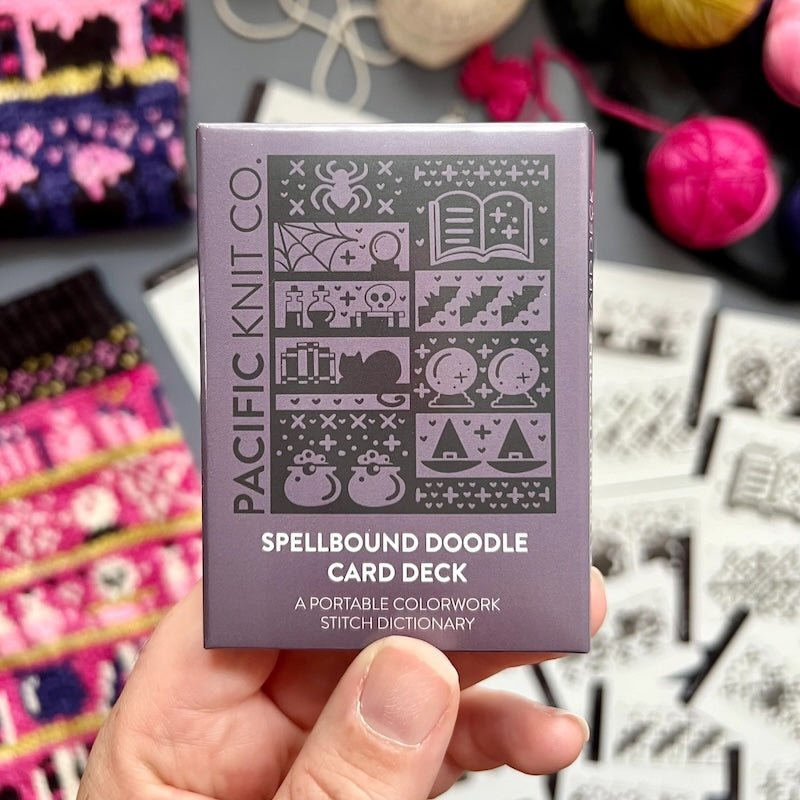 PACIFIC KNIT CO.
SPELLBOUND DOODLE
CARD DECK
A PORTABLE COLORWORK
STITCH DICTIONARY